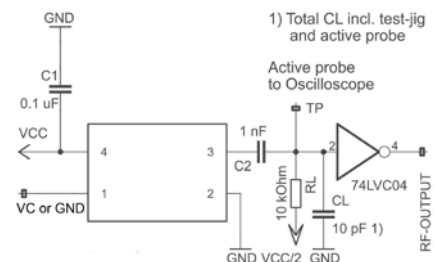 GND
1) Total CL incl. test-jig
and active probe
Active probe
to Oscilloscope
C1
0.1 uF
TP
VCC
1 nF
4
3
C2
2
4
1
2
VC or GND
10 kOhm
RL
CL
74LVC04
10 pF 1)
RF-OUTPUT
GND
VCC/2
GND